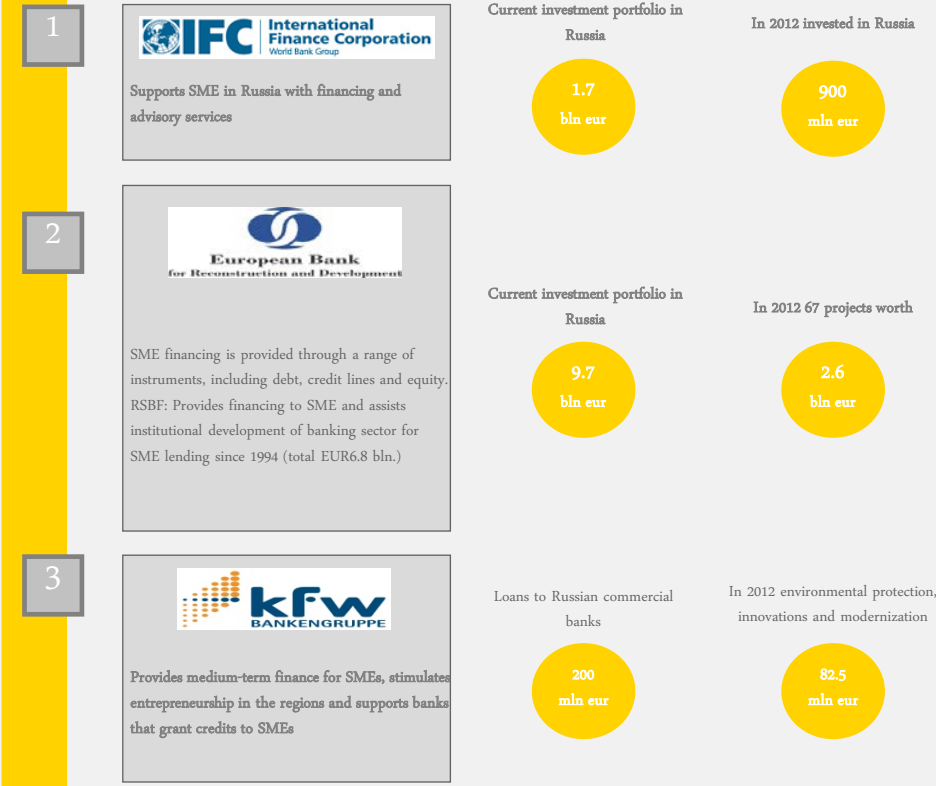 1
IFC
International
Finance Corporation
World Bank Group
Supports SME in Russia with financing and
advisory services
Current investment portfolio in
Russia
1.7
bln eur
In 2012 invested in Russia
900
mln eur
2
European Bank
for Reconstruction and Development
SME financing is provided through a range of
instruments, including debt, credit lines and equity.
RSBF: Provides financing to SME and assists
institutional development of banking sector for
SME lending since 1994 (total EUR6.8 bln.)
Current investment portfolio in
Russia
9.7
bln eur
In 2012 67 projects worth
2.6
bln eur
3
kfw
BANKENGRUPPE
Provides medium-term finance for SMEs, stimulates
entrepreneurship in the regions and supports banks
that grant credits to SMEs
Loans to Russian commercial
banks
200
mln eur
In 2012 environmental protection,
innovations and modernization
82.5
mln eur